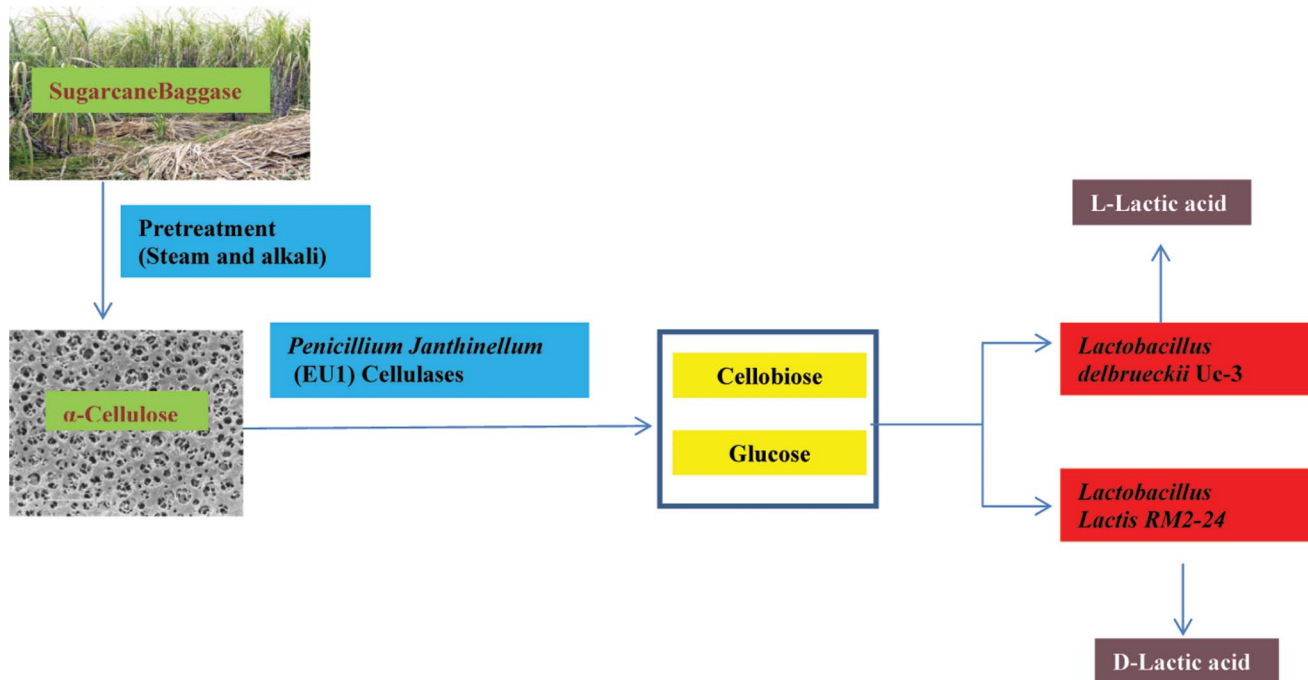 SugarcaneBaggase
Pretreatment
(Steam and alkali)
α-Cellulose
Penicillium Janthinellum
(EU1) Cellulases
Cellobiose
Glucose
L-Lactic acid
Lactobacillus
delbrueckii Uc-3
Lactobacillus
Lactis RM2-24
D-Lactic acid